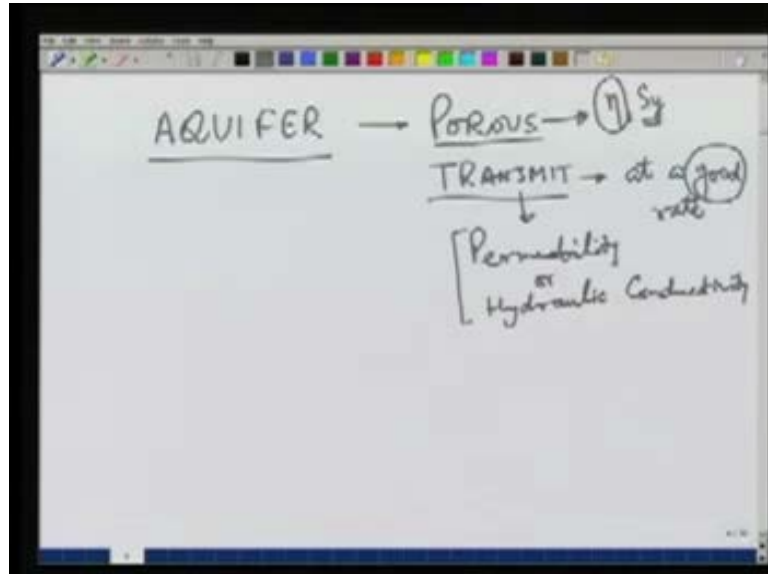 AQUIFER → POROUS → η Sy
TRANSMIT → at a good
rate
Permeability
or
Hydraulic Conductivity